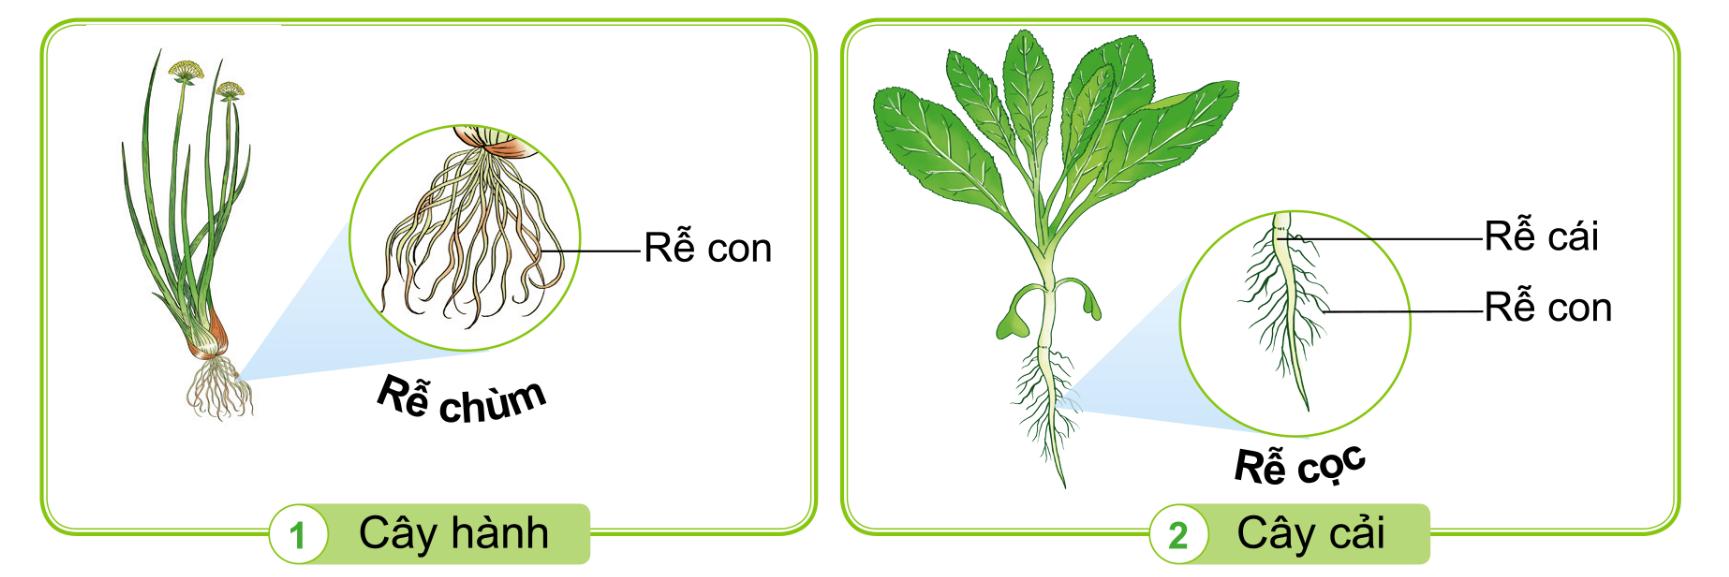 Rễ con
Rễ chùm
1 Cây hành
Rễ cái
Rễ con
Rễ cọc
2 Cây cải